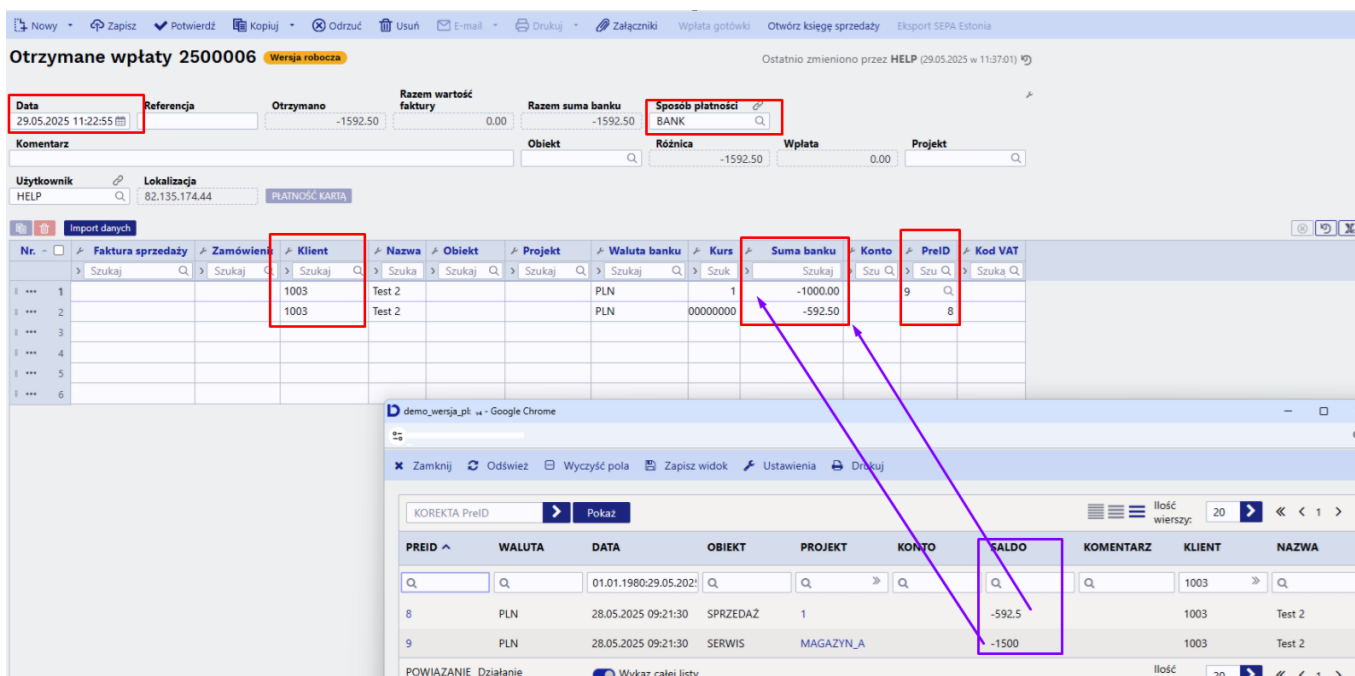 Nowy Zapisz Potwierdź Kopiuj Odrzuć Usuń E-mail Drukuj Załączniki Wpłata gotówki Otwórz księgę sprzedaży Eksport SEPA Estonia
Otrzymane wpłaty 2500006 Wersja robocza
Ostatnio zmieniono przez HELP (29.05.2025 w 11:37:01)
Data Referencja Otrzymano Razem wartość faktury Razem suma banku Sposób płatności
29.05.2025 11:22:55 -1592.50 0.00 -1592.50 BANK
Komentarz Obiekt Różnica Wpłata Projekt
-1592.50 0.00
Użytkownik Lokalizacja
HELP 82.135.174.44 PŁATNOŚĆ KARTĄ
Import danych
Nr. Faktura sprzedaży Zamówienie Klient Nazwa Obiekt Projekt Waluta banku Kurs Suma banku Konto PreID Kod VAT
Szukaj Szukaj Szukaj Szuka Szukaj Szukaj Szukaj Szuk Szukaj Szu Szu Szuka
1 1003 Test 2 PLN 1 -1000.00 9
2 1003 Test 2 PLN 00000000 -592.50 8
3
4
5
6
demo_wersja_pl: v4 - Google Chrome
Zamknij Odśwież Wyczyść pola Zapisz widok Ustawienia Drukuj
KOREKTA PreID Pokaż Ilość wierszy: 20 1
PREID WALUTA DATA OBIEKT PROJEKT KONTO SALDO KOMENTARZ KLIENT NAZWA
01.01.1980:29.05.202 1003
8 PLN 28.05.2025 09:21:30 SPRZEDAŻ 1 -592.5 1003 Test 2
9 PLN 28.05.2025 09:21:30 SERWIS MAGAZYN_A -1500 1003 Test 2
POWIAZANIE Działanie Wykaz całej listy Ilość 20 1